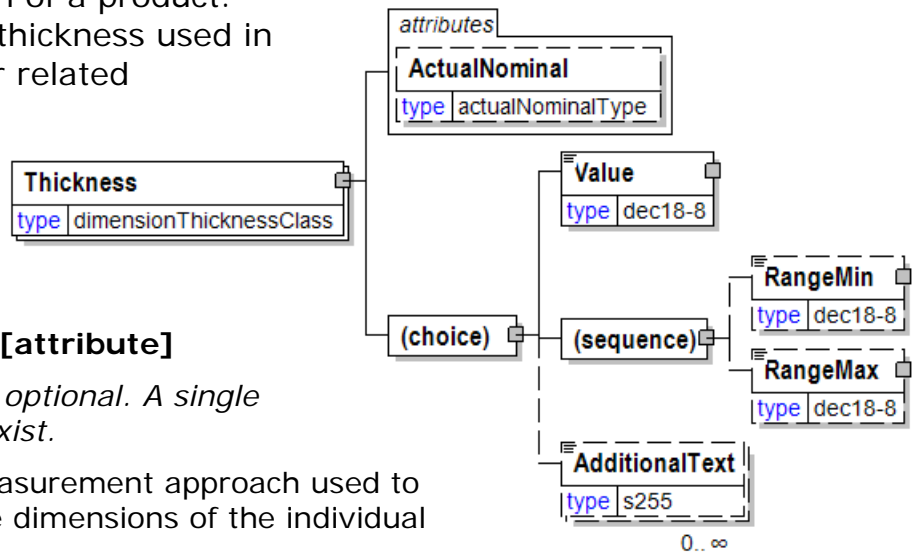 of a product.
thickness used in
related
attributes
ActualNominal
type actualNominalType
Thickness
type dimensionThicknessClass
Value
type dec18-8
RangeMin
type dec18-8
(choice)
(sequence)
RangeMax
type dec18-8
[attribute]
optional. A single
xist.
AdditionalText
type s255
asurement approach used to
e dimensions of the individual
0.. ∞